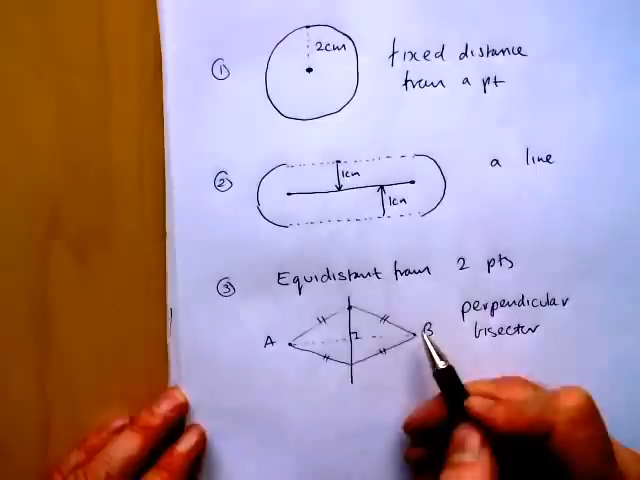 ①
2cm
fixed distance
from a pt
②
1cm
1cm
a line
③
Equidistant from 2 pts
A
B
perpendicular
bisector